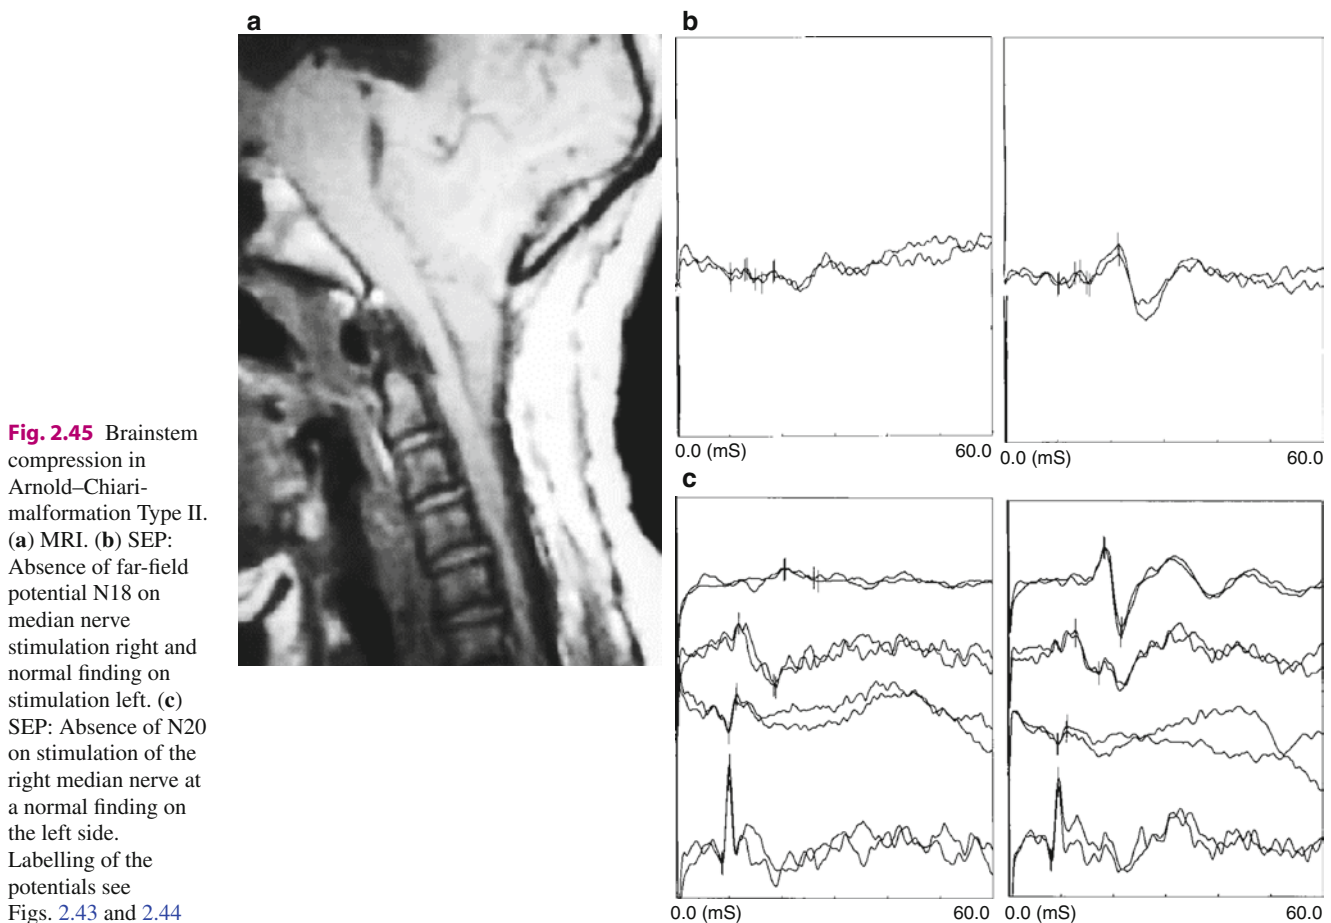 a
b
0.0 (mS) 60.0
0.0 (mS) 60.0
c
0.0 (mS) 60.0
0.0 (mS) 60.0
Fig. 2.45 Brainstem
compression in
Arnold–Chiari-
malformation Type II.
(a) MRI. (b) SEP:
Absence of far-field
potential N18 on
median nerve
stimulation right and
normal finding on
stimulation left. (c)
SEP: Absence of N20
on stimulation of the
right median nerve at
a normal finding on
the left side.
Labelling of the
potentials see
Figs. 2.43 and 2.44